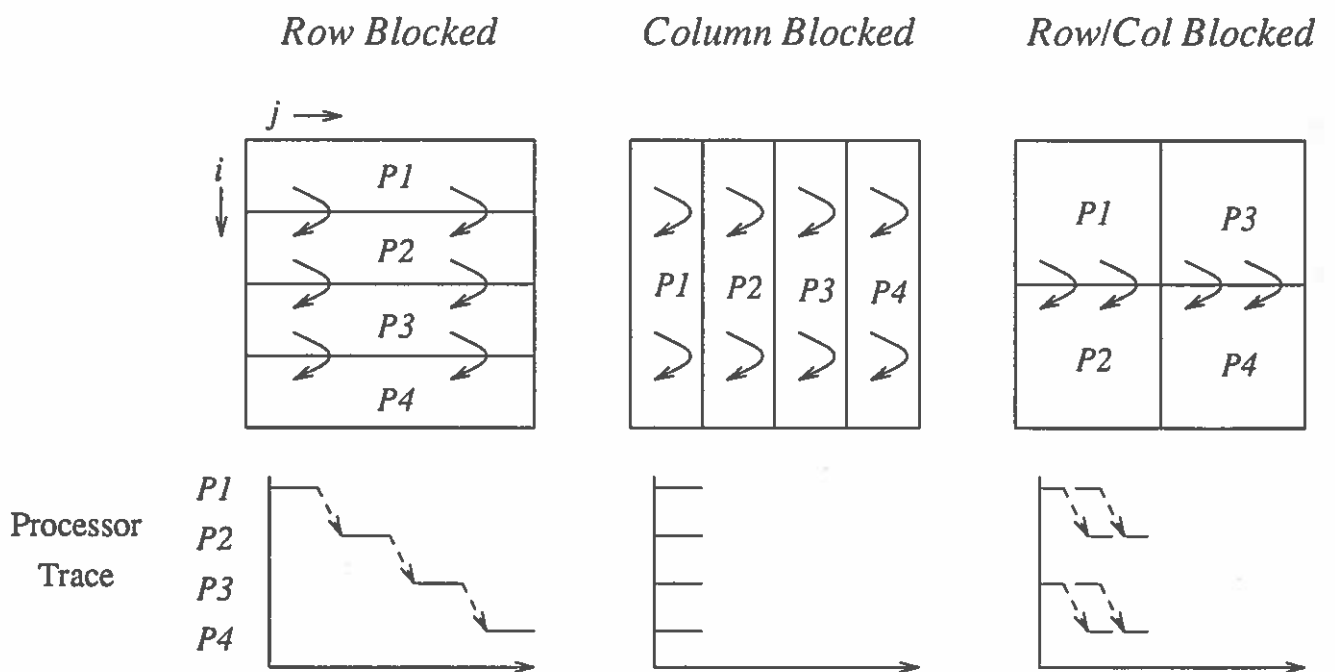 Row Blocked
Column Blocked
Row/Col Blocked
j
i
P1
P2
P3
P4
P1
P2
P3
P4
P1
P3
P2
P4
Processor
Trace
P1
P2
P3
P4